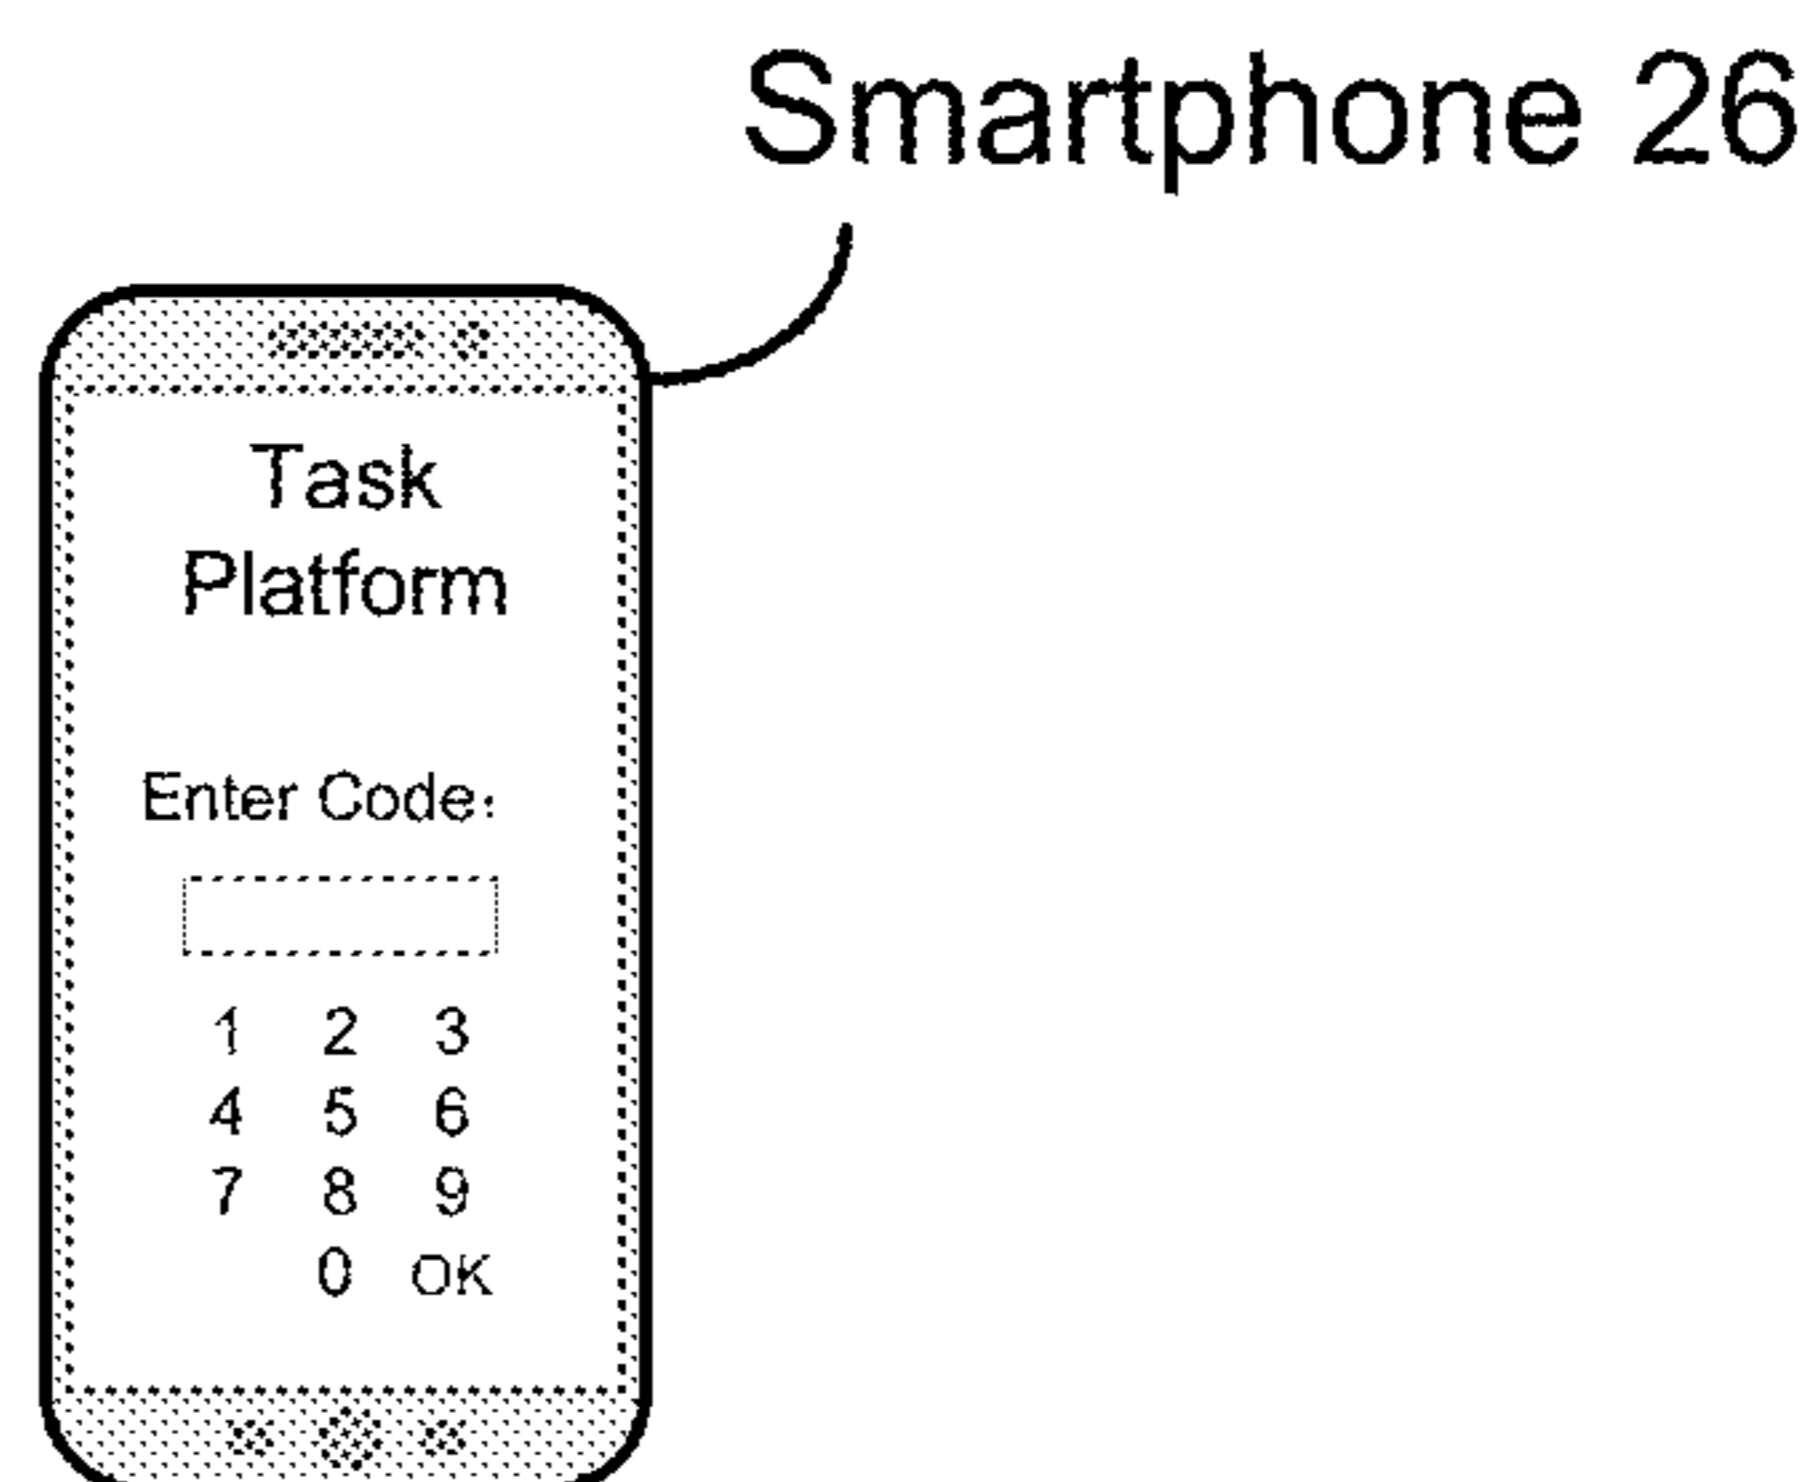 Smartphone 26
Task
Platform
Enter Code:
1 2 3
4 5 6
7 8 9
0 OK